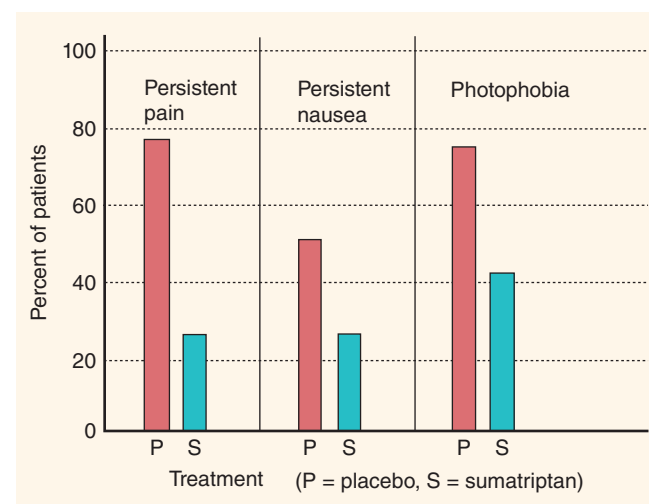 100
80
60
40
20
0
Percent of patients
Persistent
pain
Persistent
nausea
Photophobia
P S
P S
P S
Treatment (P = placebo, S = sumatriptan)